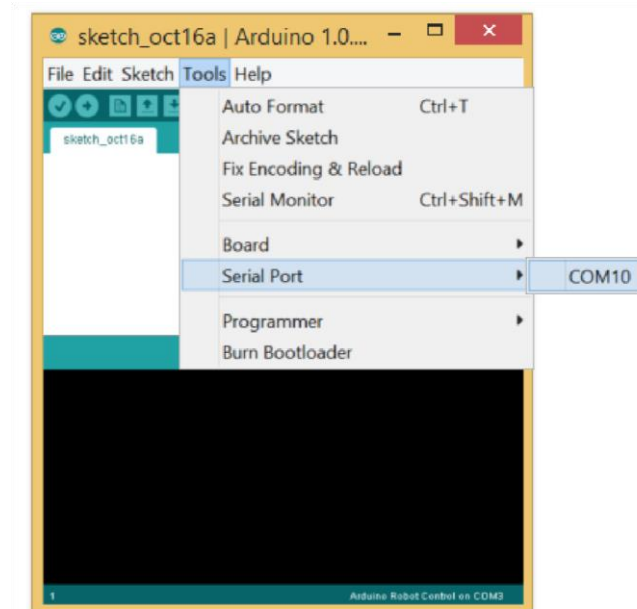 sketch_oct16a | Arduino 1.0....
File Edit Sketch Tools Help
sketch_oct16a
Auto Format Ctrl+T
Archive Sketch
Fix Encoding & Reload
Serial Monitor Ctrl+Shift+M
Board
Serial Port
COM10
Programmer
Burn Bootloader
1
Arduino Robot Control on COM3